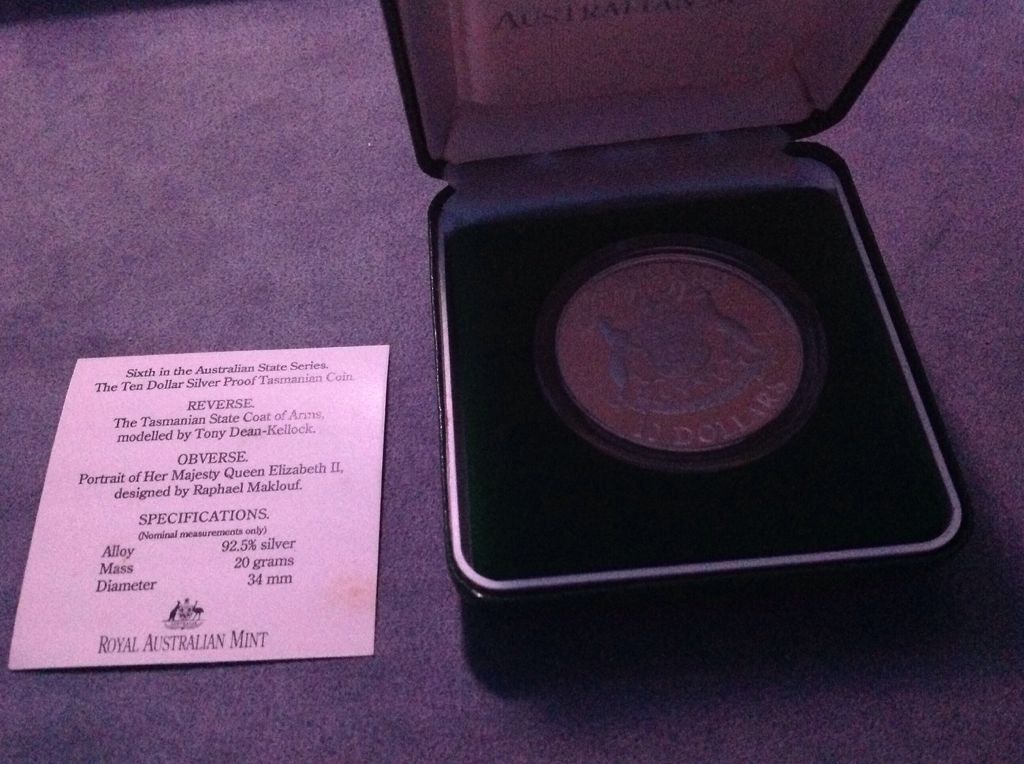 AUSTRALIAN
Sixth in the Australian State Series.
The Ten Dollar Silver Proof Tasmanian Coin.
REVERSE.
The Tasmanian State Coat of Arms,
modelled by Tony Dean-Kellock.
OBVERSE.
Portrait of Her Majesty Queen Elizabeth II,
designed by Raphael Maklouf.
SPECIFICATIONS.
(Nominal measurements only)
Alloy 92.5% silver
Mass 20 grams
Diameter 34 mm
ROYAL AUSTRALIAN MINT
DOLLARS